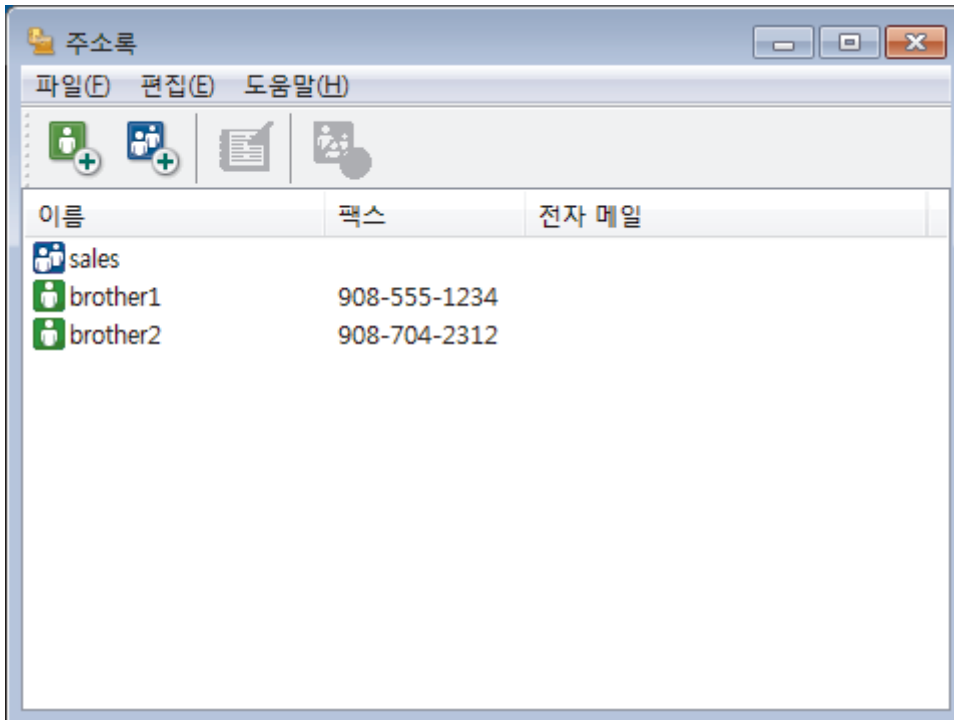 주소록
파일(F) 편집(E) 도움말(H)
이름 팩스 전자 메일
sales
brother1 908-555-1234
brother2 908-704-2312